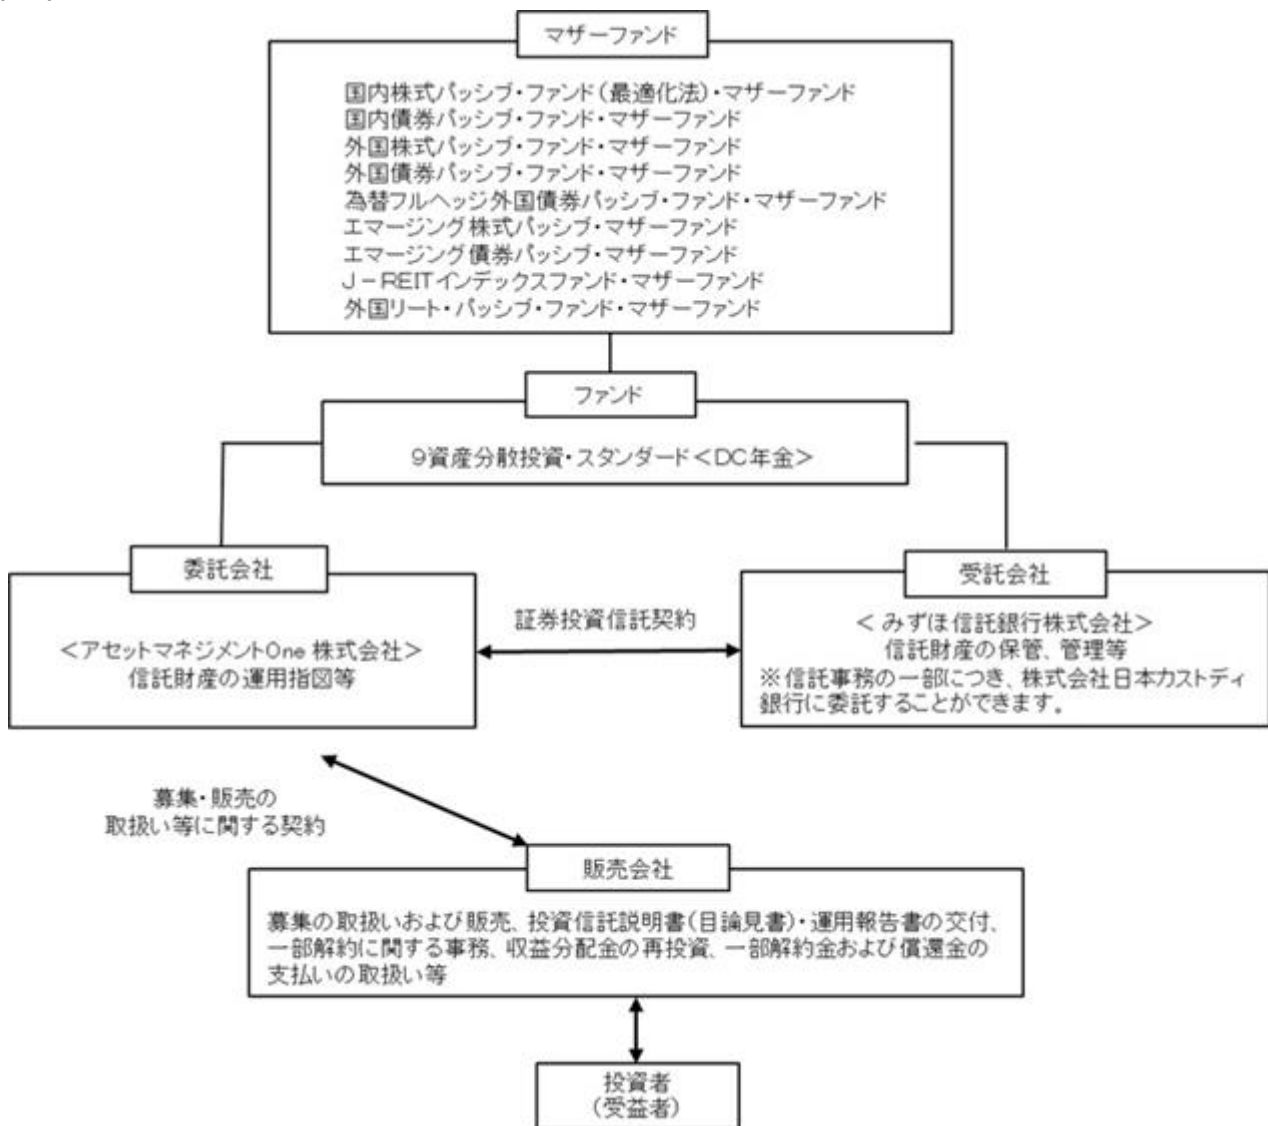 マザーファンド
国内株式パッシブ・ファンド(最適化法)・マザーファンド
国内債券パッシブ・ファンド・マザーファンド
外国株式パッシブ・ファンド・マザーファンド
外国債券パッシブ・ファンド・マザーファンド
為替フルヘッジ外国債券パッシブ・ファンド・マザーファンド
エマージング株式パッシブ・マザーファンド
エマージング債券パッシブ・マザーファンド
J-REITインデックスファンド・マザーファンド
外国リート・パッシブ・ファンド・マザーファンド
ファンド
9資産分散投資・スタンダード<DC年金>
委託会社
<アセットマネジメントOne株式会社>
信託財産の運用指図等
証券投資信託契約
受託会社
<みずほ信託銀行株式会社>
信託財産の保管、管理等
※信託事務の一部につき、株式会社日本カストディ
銀行に委託することができます。
募集・販売の
取扱い等に関する契約
販売会社
募集の取扱いおよび販売、投資信託説明書(目論見書)・運用報告書の交付、
一部解約に関する事務、収益分配金の再投資、一部解約金および償還金の
支払いの取扱い等
投資者
(受益者)